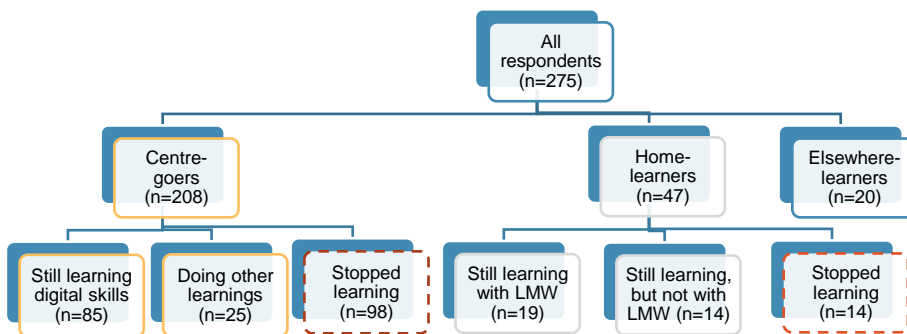 All
respondents
(n=275)
Centre-
goers
(n=208)
Home-
learners
(n=47)
Elsewhere-
learners
(n=20)
Still learning
digital skills
(n=85)
Doing other
learnings
(n=25)
Stopped
learning
(n=98)
Still learning
with LMW
(n=19)
Still learning,
but not with
LMW (n=14)
Stopped
learning
(n=14)